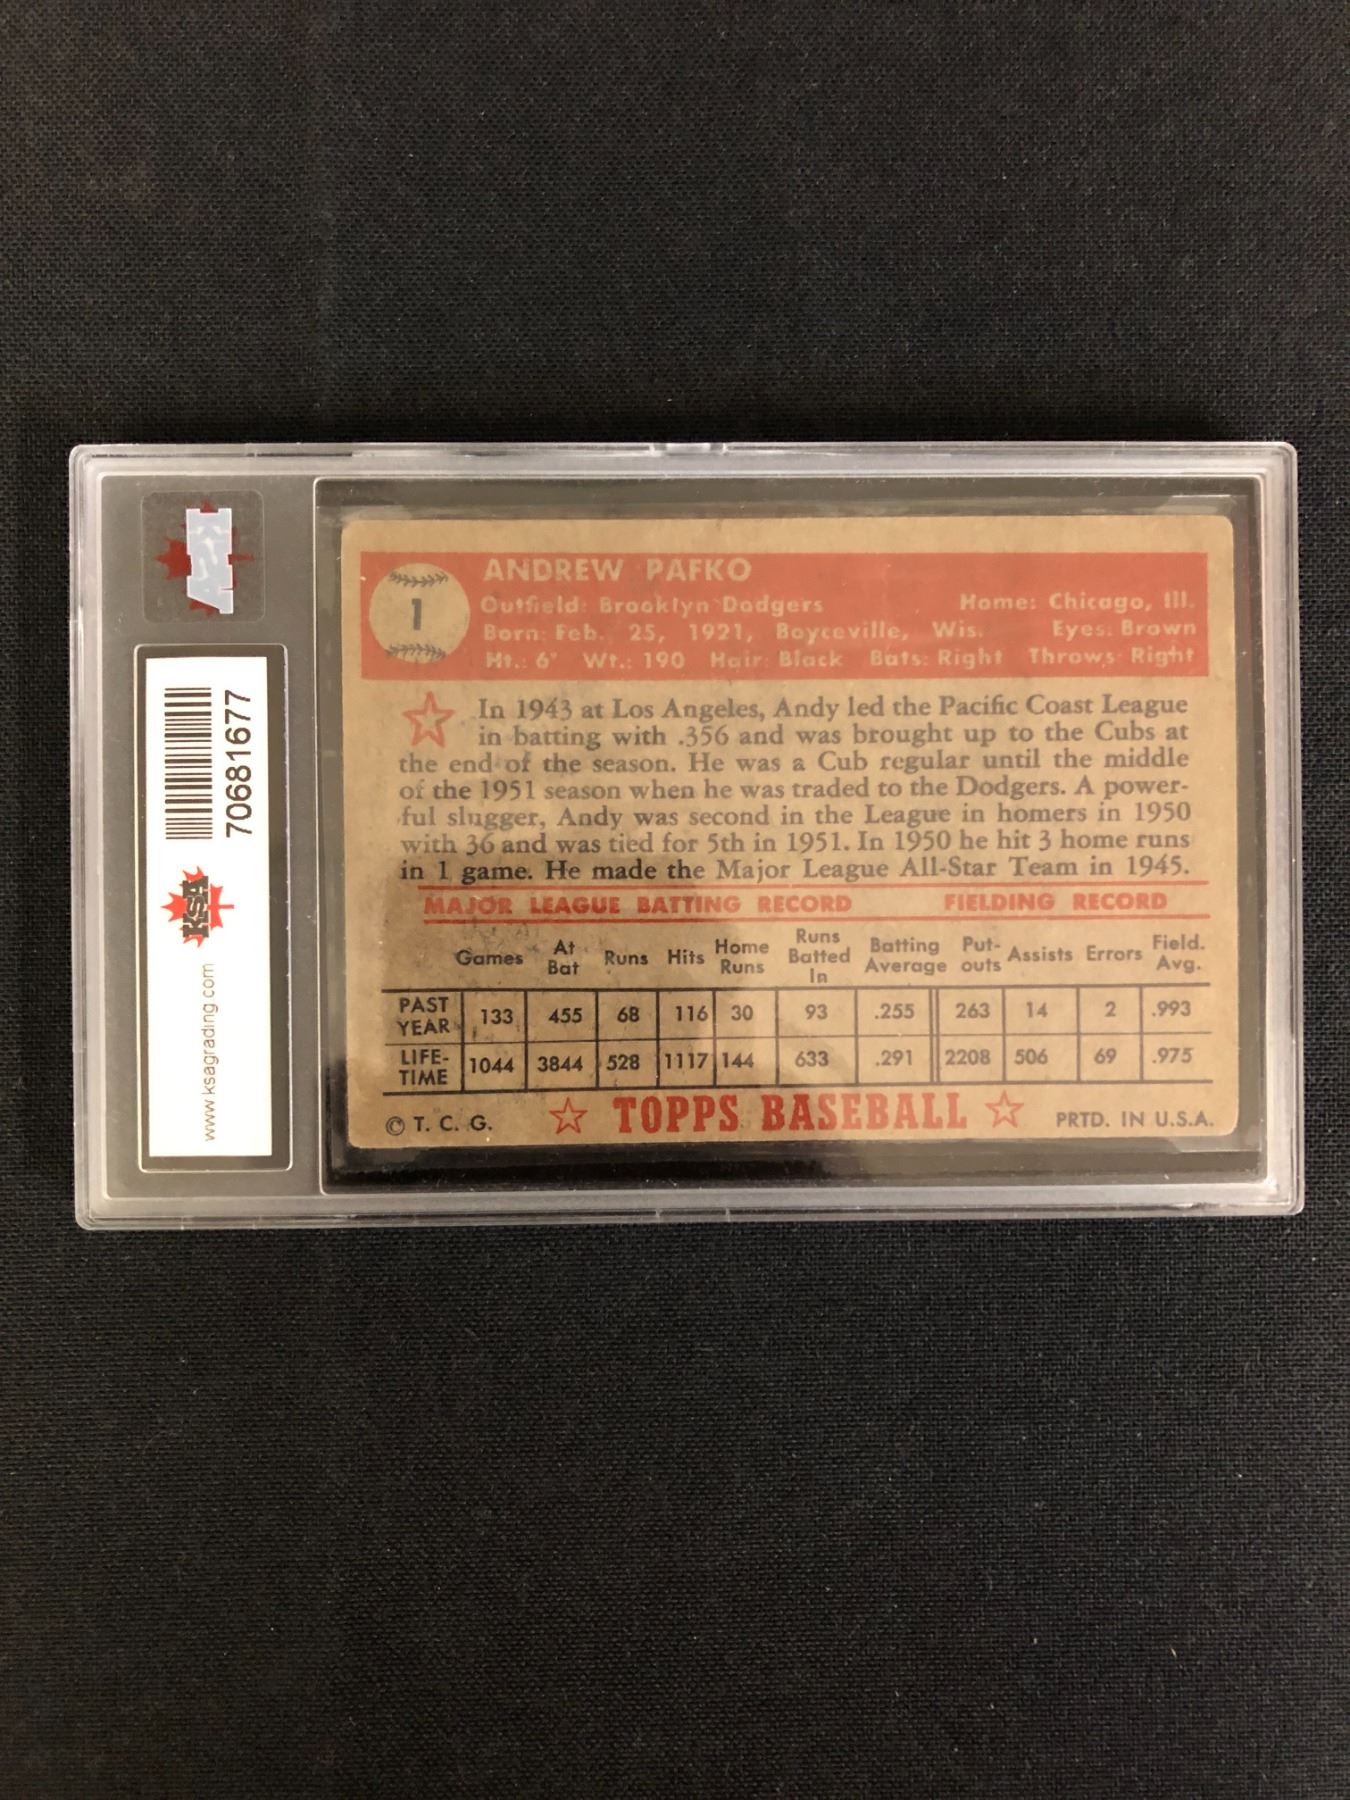 1
ANDREW PAFKO
Outfield: Brooklyn Dodgers Home: Chicago, Ill.
Born: Feb. 25, 1921, Boyceville, Wis. Eyes: Brown
Ht.: 6' Wt.: 190 Hair: Black Bats: Right Throws: Right
In 1943 at Los Angeles, Andy led the Pacific Coast League
in batting with .356 and was brought up to the Cubs at
the end of the season. He was a Cub regular until the middle
of the 1951 season when he was traded to the Dodgers. A power-
ful slugger, Andy was second in the League in homers in 1950
with 36 and was tied for 5th in 1951. In 1950 he hit 3 home runs
in 1 game. He made the Major League All-Star Team in 1945.
MAJOR LEAGUE BATTING RECORD FIELDING RECORD
Games At Bat Runs Hits Home Runs Runs Batted In Batting Average Put-outs Assists Errors Field. Avg.
PAST YEAR 133 455 68 116 30 93 .255 263 14 2 .993
LIFE-TIME 1044 3844 528 1117 144 633 .291 2208 506 69 .975
© T. C. G. TOPPS BASEBALL PRTD. IN U.S.A.
KSA
70681677
KSA
www.ksagrading.com